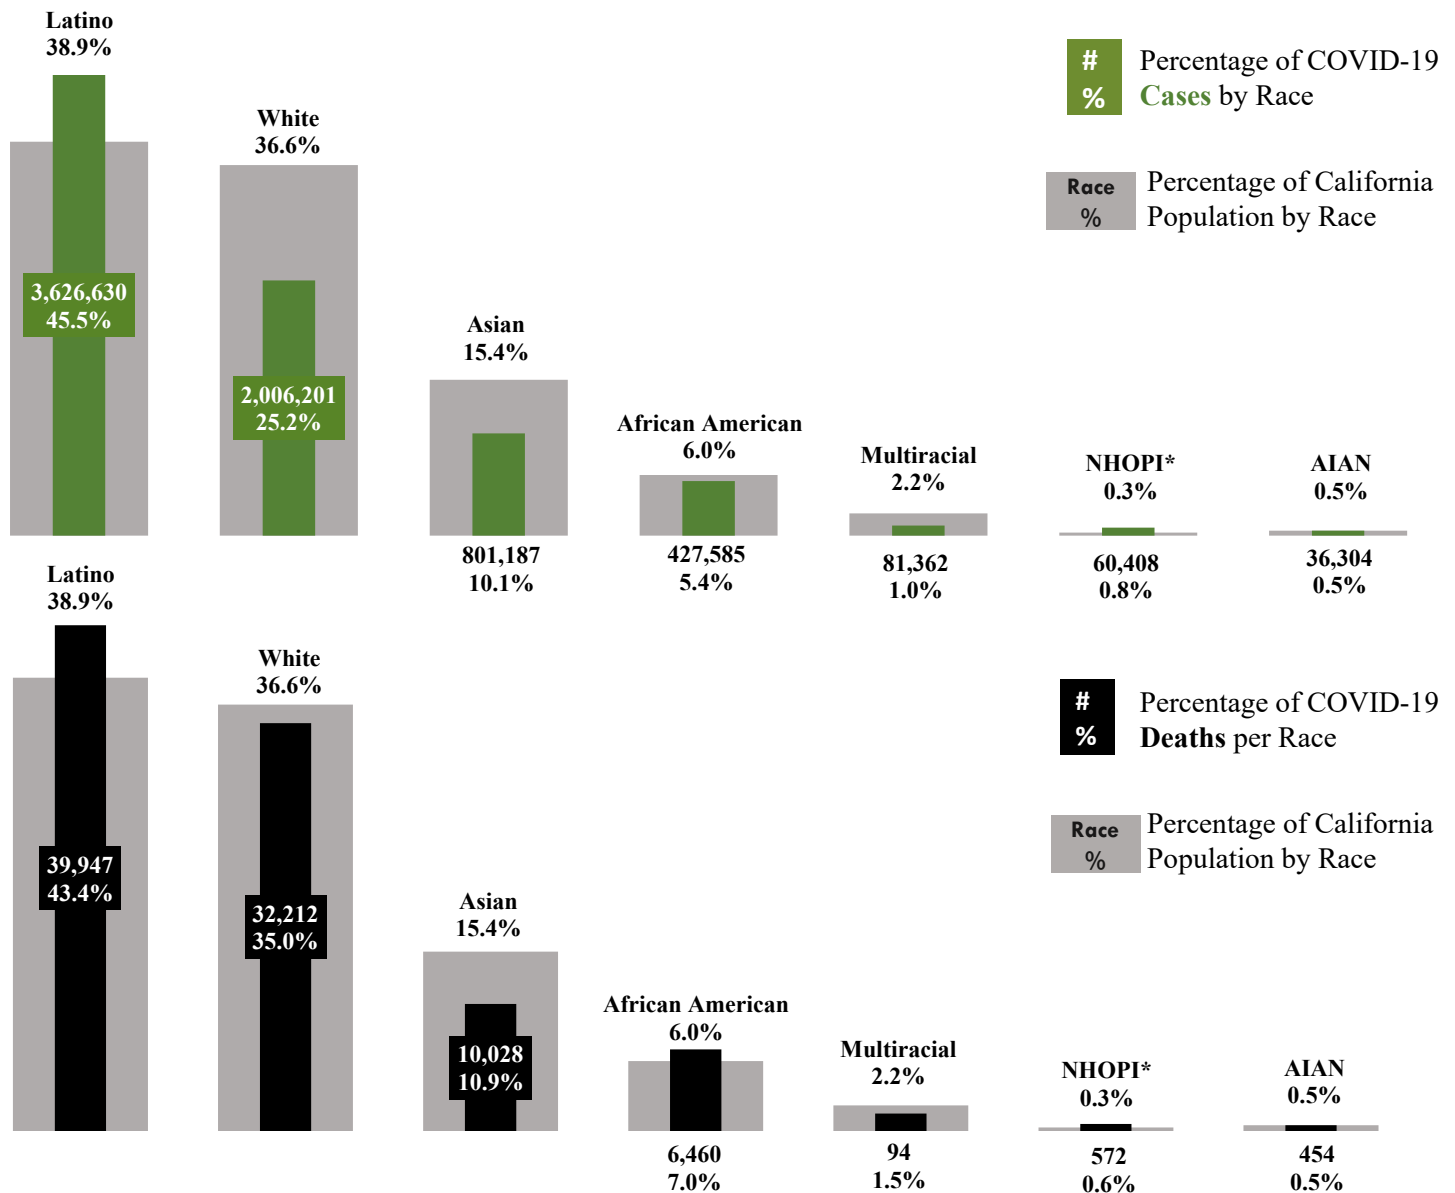 Latino
38.9%
3,626,630
45.5%
White
36.6%
2,006,201
25.2%
Asian
15.4%
801,187
10.1%
African American
6.0%
427,585
5.4%
Multiracial
2.2%
81,362
1.0%
NHOPI*
0.3%
60,408
0.8%
AIAN
0.5%
36,304
0.5%
#
%
Percentage of COVID-19
Cases by Race
Race
%
Percentage of California
Population by Race
Latino
38.9%
39,947
43.4%
White
36.6%
32,212
35.0%
Asian
15.4%
10,028
10.9%
African American
6.0%
6,460
7.0%
Multiracial
2.2%
94
1.5%
NHOPI*
0.3%
572
0.6%
AIAN
0.5%
454
0.5%
#
%
Percentage of COVID-19
Deaths per Race
Race
%
Percentage of California
Population by Race